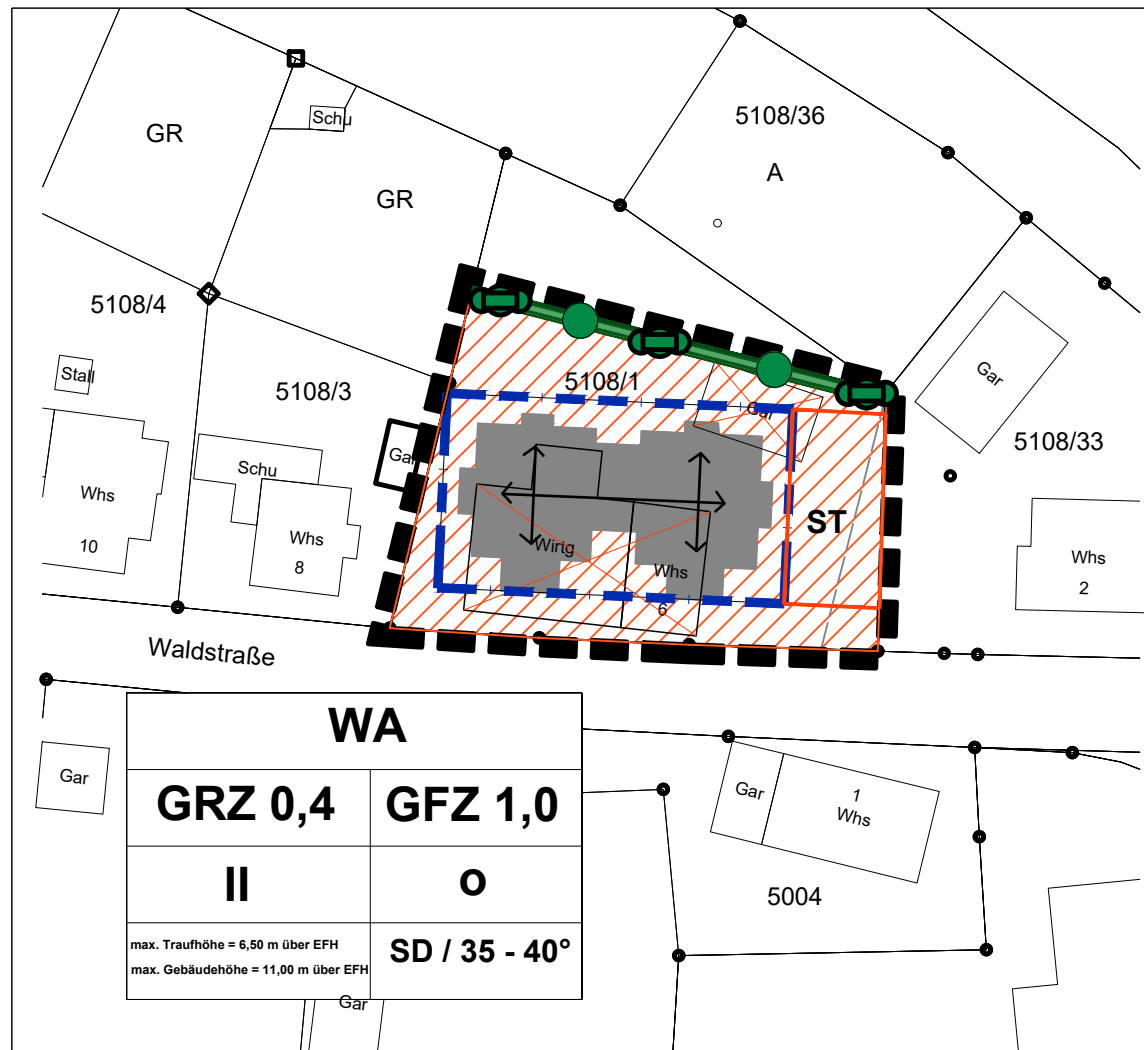 5108/36
Schu
GR
A
GR
5108/4
Gar
Stall
5108/3
5108/1
Gar
5108/33
Gar
Schu
Whs
10
Whs
8
ST
Wirtg
Whs
6
Whs
2
Waldstraße
WA
GRZ 0,4
GFZ 1,0
II
o
max. Traufhöhe = 6,50 m über EFH
max. Gebäudehöhe = 11,00 m über EFH
SD / 35 - 40°
Gar
Gar
1
Whs
5004
Gar